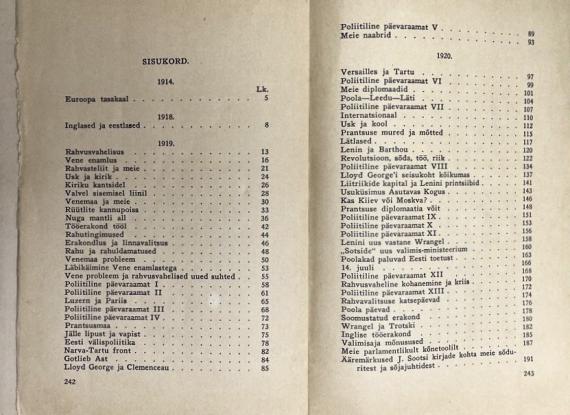 SISUKORD.
1914.
Lk.
Euroopa tasakaal . . . . . . . . . . . . 5
1918.
Inglased ja eestlased . . . . . . . . . . . . 8
1919.
Rahvusvahelisus . . . . . . . . . . . . 13
Vene enamlus . . . . . . . . . . . . 16
Rahvasteliit ja meie . . . . . . . . . . . . 21
Usk ja kirik . . . . . . . . . . . . 24
Kiriku kantsidel . . . . . . . . . . . . 26
Valvel sisemisel liinil . . . . . . . . . . . . 28
Venemaa ja meie . . . . . . . . . . . . 30
Rüütlite kannupoiss . . . . . . . . . . . . 33
Nuga mantli all . . . . . . . . . . . . 36
Tööerakond tööl . . . . . . . . . . . . 42
Rahutingimused . . . . . . . . . . . . 44
Erakondlus ja linnavalitsus . . . . . . . . . 46
Rahu ja rahuldamatused . . . . . . . . . 48
Venemaa probleem . . . . . . . . . . . . 50
Läbikäimine Vene enamlastega . . . . . . . . . 53
Vene probleem ja rahvusvahelised uued suhted . . . 55
Poliitiline päevaraamat I . . . . . . . . . 58
Poliitiline päevaraamat II . . . . . . . . . 61
Luzern ja Pariis . . . . . . . . . . . . 65
Poliitiline päevaraamat III . . . . . . . . . 68
Poliitiline päevaraamat IV . . . . . . . . . 72
Prantsusmaa . . . . . . . . . . . . 73
Jälle lipust ja vapist . . . . . . . . . . . . 75
Eesti välispoliitika . . . . . . . . . . . . 78
Narva-Tartu front . . . . . . . . . . . . 82
Gotlieb Ast . . . . . . . . . . . . 84
Lloyd George ja Clemenceau . . . . . . . . . 85
242
Poliitiline päevaraamat V . . . . . . . . . 89
Meie naabrid . . . . . . . . . . . . 93
1920.
Versailles ja Tartu . . . . . . . . . . . . 97
Poliitiline päevaraamat VI . . . . . . . . . 99
Meie diplomaadid . . . . . . . . . . . . 101
Poola—Leedu—Läti . . . . . . . . . . . . 104
Poliitiline päevaraamat VII . . . . . . . . . 107
Internatsionaal . . . . . . . . . . . . 110
Usk ja kool . . . . . . . . . . . . 112
Prantsuse mured ja mõtted . . . . . . . . . 113
Lätlased . . . . . . . . . . . . 117
Lenin ja Barthou . . . . . . . . . . . . 120
Revolutsioon, sõda, töö, riik . . . . . . . . . 122
Poliitiline päevaraamat VIII . . . . . . . . . 134
Lloyd George'i seisukoht kõikumas . . . . . . 137
Liitriikide kapital ja Lenini printsiibid . . . . . . 141
Usuküsimus Asutavas Kogus . . . . . . . . . 143
Kas Kiiev või Moskva? . . . . . . . . . . . . 146
Prantsuse diplomaatia võit . . . . . . . . . 148
Poliitiline päevaraamat IX . . . . . . . . . 151
Poliitiline päevaraamat X . . . . . . . . . 153
Poliitiline päevaraamat XI . . . . . . . . . 156
Lenini uus vastane Wrangel . . . . . . . . . 158
„Sotside" uus valimis-ministeerium . . . . . . 160
Poolakad paluvad Eesti toetust . . . . . . . . . 163
14. juuli . . . . . . . . . . . . 166
Poliitiline päevaraamat XII . . . . . . . . . 168
Rahvusvaheline kohanemine ja kriis . . . . . . 170
Poliitiline päevaraamat XIII . . . . . . . . . 172
Rahvavalitsuse katsepäevad . . . . . . . . . 174
Poola päevad . . . . . . . . . . . . 176
Soomustatud erakond . . . . . . . . . . . . 178
Wrangel ja Trotski . . . . . . . . . . . . 180
Inglise tööerakond . . . . . . . . . . . . 182
Valimisaja mõnusused . . . . . . . . . . . . 185
Meie parlamentlikult kõnetoolilt . . . . . . 187
Ääremärkused J. Sootsi kirjade kohta meie sõdu-
ritest ja sõjajuhtidest . . . . . . . . . 191
243